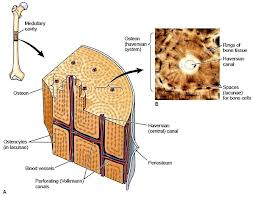 Medullary
cavity
Osteon
Osteon
(haversian
system)
Rings of
bone tissue
Haversian
canal
Spaces
(lacunae)
for bone cells
B
Osteocytes
(in lacunae)
Blood vessels
Perforating (Volkmann)
canals
Haversian
(central) canal
Periosteum
A